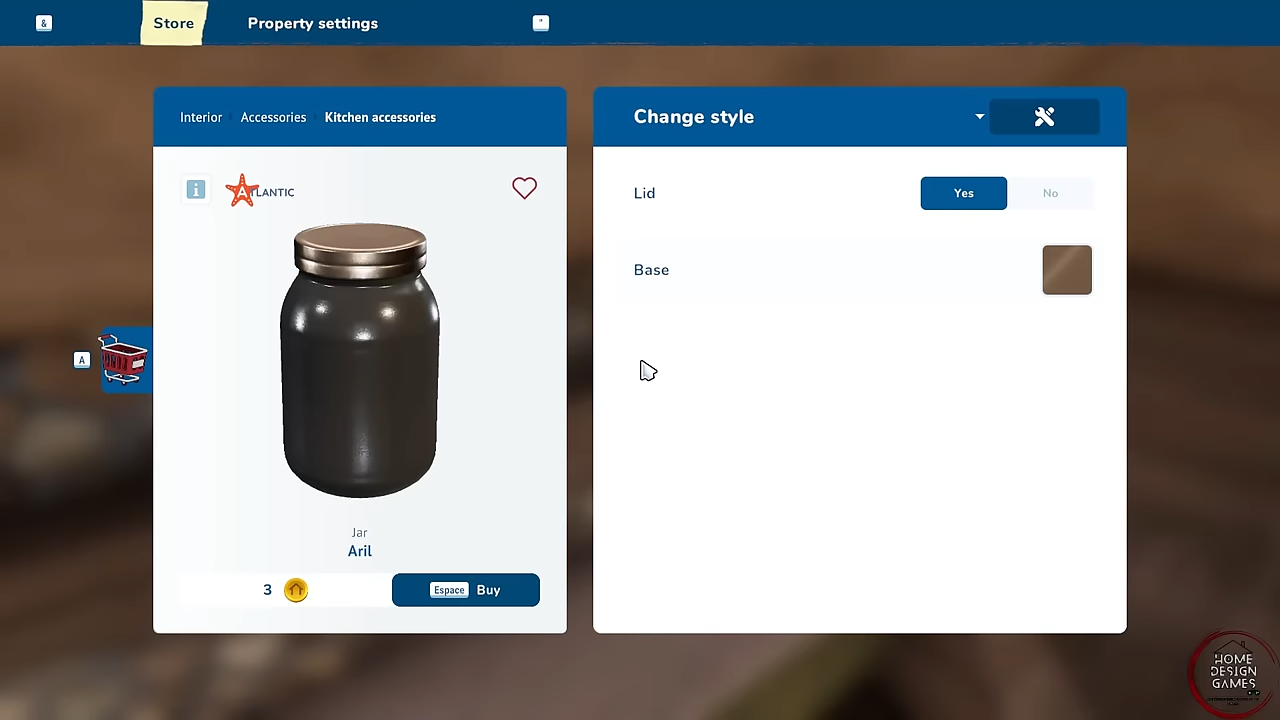 &
Store
Property settings
"
Interior
Accessories
Kitchen accessories
Change style
i
ATLANTIC
Lid
Yes
No
Base
A
Jar
Aril
3
Espace
Buy
HOME
DESIGN
GAMES